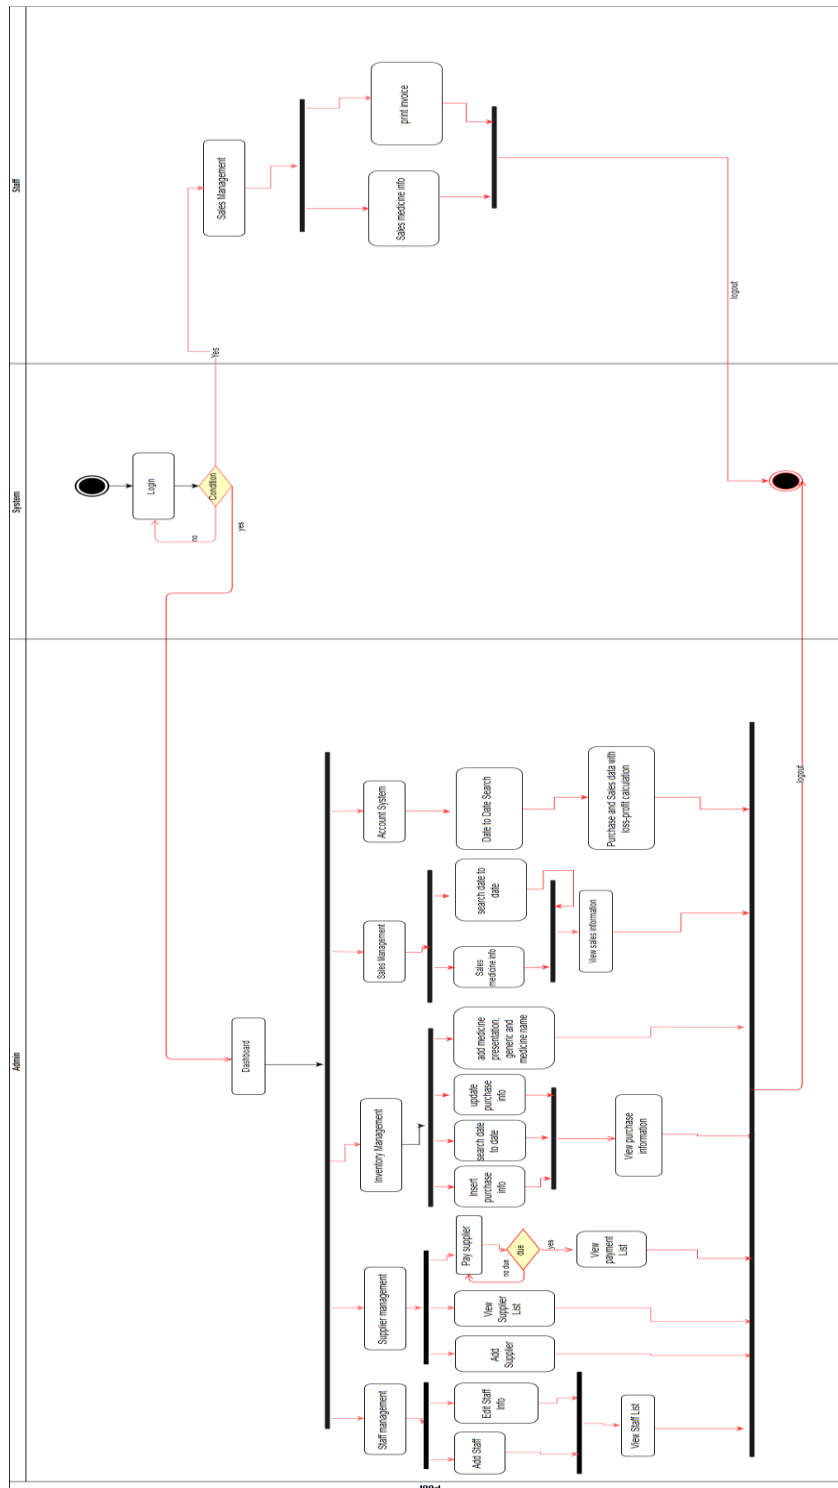 Staff
System
Admin
Sales Management
print invoice
Sales medicine info
logout
Yes
Login
Condition
no
yes
Dashboard
logout
Account System
Date to Date Search
Purchase and Sales data with
loss-profit calculation
Sales Management
search date to
date
Sales
medicine info
View sales information
Inventory Management
add medicine
presentation,
generic and
medicine name
update
purchase
info
search date
to date
Insert
purchase
info
View purchase
information
Supplier management
Pay supplier
due
no due
yes
View
payment
List
View
Supplier
List
Add
Supplier
Staff management
Edit Staff
Info
Add Staff
View Staff List